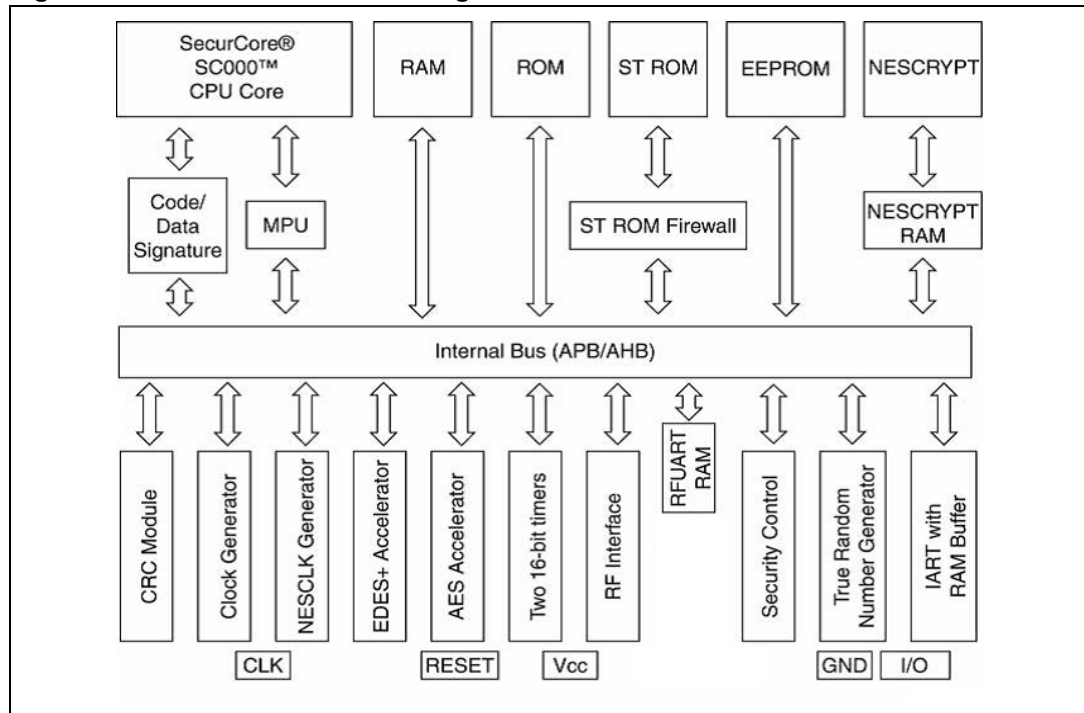 SecurCore®
SC000™
CPU Core
RAM
ROM
ST ROM
EEPROM
NESCRYPT
Code/
Data
Signature
MPU
ST ROM Firewall
NESCRYPT
RAM
Internal Bus (APB/AHB)
CRC Module
Clock Generator
NESCLK Generator
EDES+ Accelerator
AES Accelerator
Two 16-bit timers
RF Interface
RFUART
RAM
Security Control
True Random
Number Generator
IART with
RAM Buffer
CLK
RESET
Vcc
GND
I/O